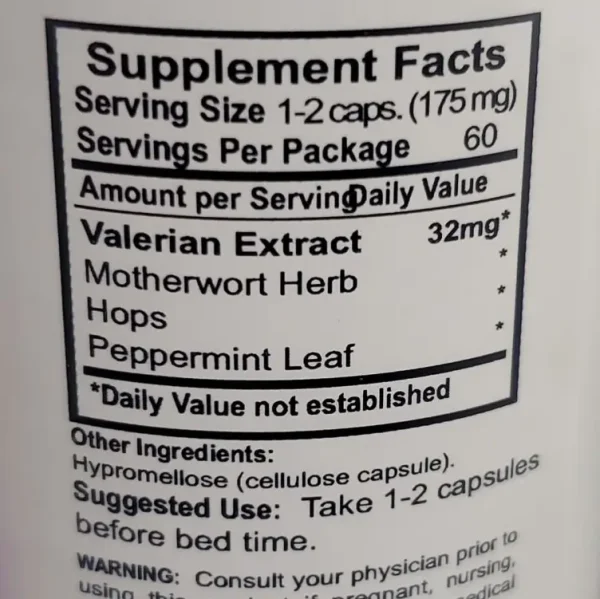 Supplement Facts
Serving Size 1-2 caps. (175 mg)
Servings Per Package 60
Amount per Serving Daily Value
Valerian Extract 32mg*
Motherwort Herb *
Hops *
Peppermint Leaf *
*Daily Value not established
Other Ingredients:
Hypromellose (cellulose capsule).
Suggested Use: Take 1-2 capsules
before bed time.
WARNING: Consult your physician prior to
using nursing,